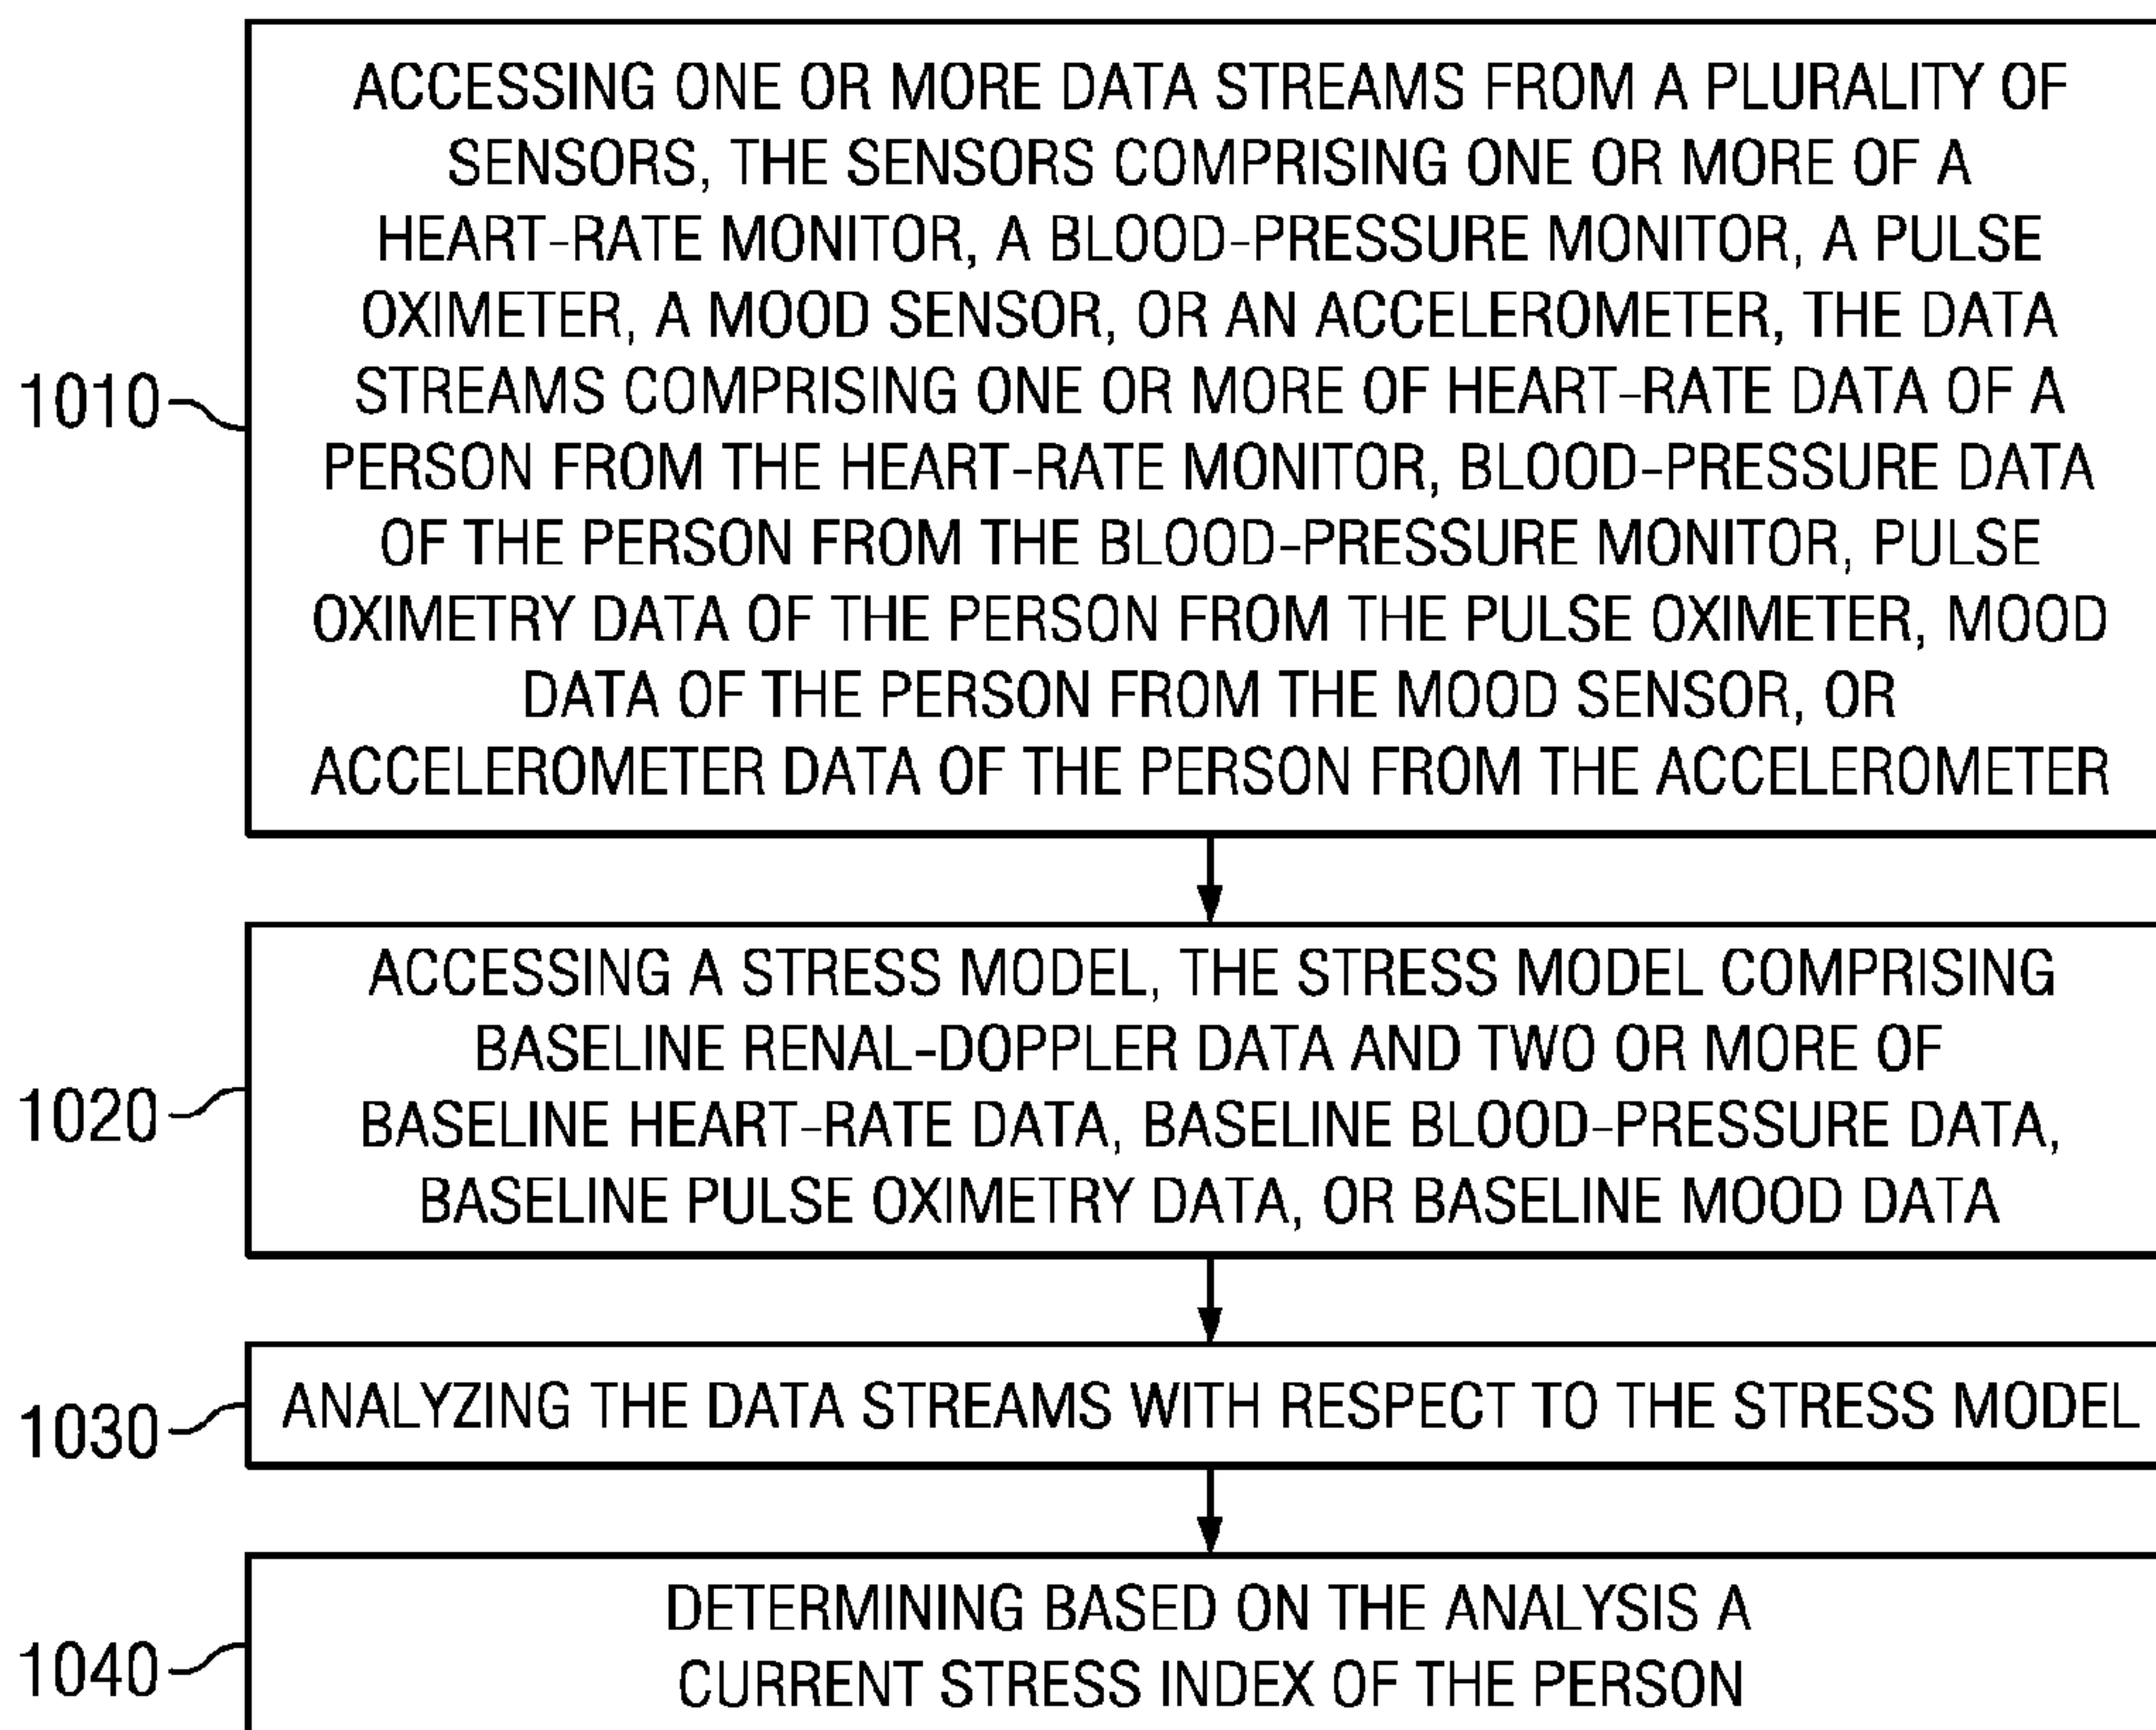 ACCESSING ONE OR MORE DATA STREAMS FROM A PLURALITY OF
SENSORS, THE SENSORS COMPRISING ONE OR MORE OF A
HEART-RATE MONITOR, A BLOOD-PRESSURE MONITOR, A PULSE
OXIMETER, A MOOD SENSOR, OR AN ACCELEROMETER, THE DATA
1010 STREAMS COMPRISING ONE OR MORE OF HEART-RATE DATA OF A
PERSON FROM THE HEART-RATE MONITOR, BLOOD-PRESSURE DATA
OF THE PERSON FROM THE BLOOD-PRESSURE MONITOR, PULSE
OXIMETRY DATA OF THE PERSON FROM THE PULSE OXIMETER, MOOD
DATA OF THE PERSON FROM THE MOOD SENSOR, OR
ACCELEROMETER DATA OF THE PERSON FROM THE ACCELEROMETER
ACCESSING A STRESS MODEL, THE STRESS MODEL COMPRISING
BASELINE RENAL-DOPPLER DATA AND TWO OR MORE OF
1020 BASELINE HEART-RATE DATA, BASELINE BLOOD-PRESSURE DATA,
BASELINE PULSE OXIMETRY DATA, OR BASELINE MOOD DATA
1030 ANALYZING THE DATA STREAMS WITH RESPECT TO THE STRESS MODEL
DETERMINING BASED ON THE ANALYSIS A
1040 CURRENT STRESS INDEX OF THE PERSON